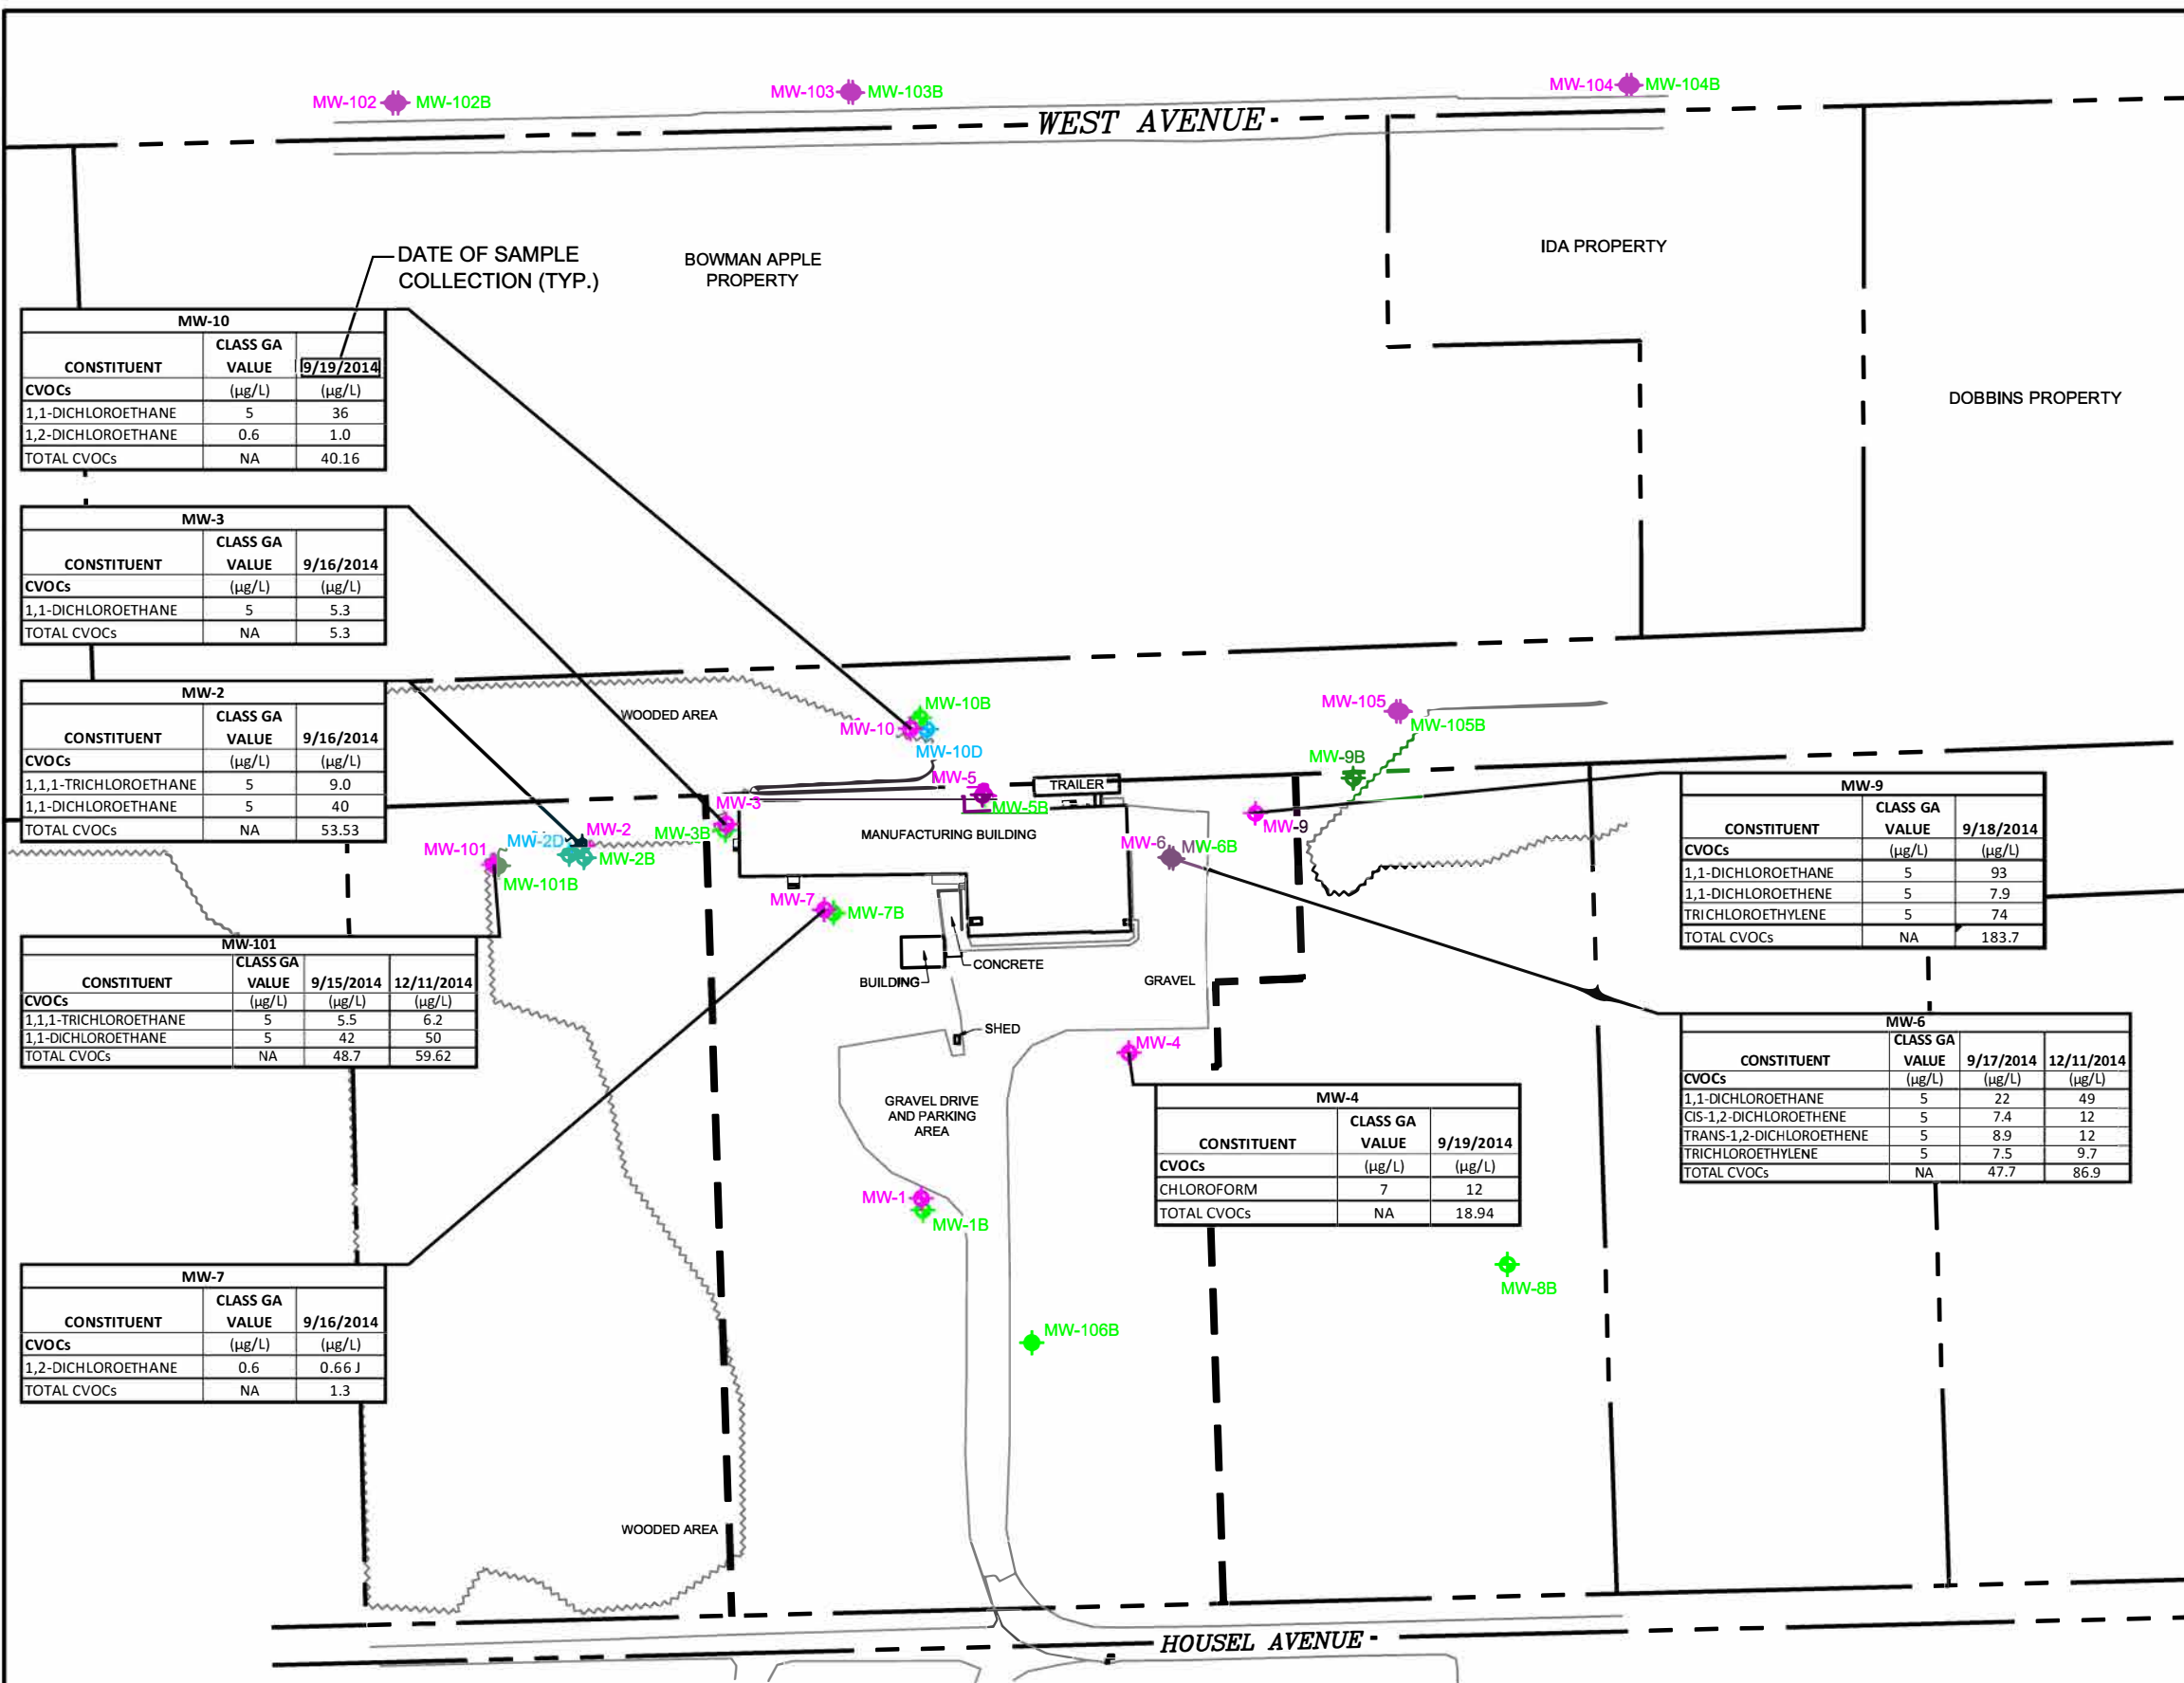 MW-102 MW-102B
MW-103 MW-103B
MW-104 MW-104B
WEST AVENUE
DATE OF SAMPLE
COLLECTION (TYP.)
BOWMAN APPLE
PROPERTY
IDA PROPERTY
DOBBINS PROPERTY
MW-10
CLASS GA
CONSTITUENT VALUE 9/19/2014
CVOCs (µg/L) (µg/L)
1,1-DICHLOROETHANE 5 36
1,2-DICHLOROETHANE 0.6 1.0
TOTAL CVOCs NA 40.16
MW-3
CLASS GA
CONSTITUENT VALUE 9/16/2014
CVOCs (µg/L) (µg/L)
1,1-DICHLOROETHANE 5 5.3
TOTAL CVOCs NA 5.3
MW-2
CLASS GA
CONSTITUENT VALUE 9/16/2014
CVOCs (µg/L) (µg/L)
1,1,1-TRICHLOROETHANE 5 9.0
1,1-DICHLOROETHANE 5 40
TOTAL CVOCs NA 53.53
WOODED AREA
MW-10B
MW-10
MW-10D
MW-105
MW-105B
MW-9B
MW-5
TRAILER
MW-5B
MW-3
MW-3B
MANUFACTURING BUILDING
MW-9
MW-2D MW-2
MW-2B
MW-101
MW-101B
MW-6 MW-6B
MW-7
MW-7B
MW-9
CLASS GA
CONSTITUENT VALUE 9/18/2014
CVOCs (µg/L) (µg/L)
1,1-DICHLOROETHANE 5 93
1,1-DICHLOROETHENE 5 7.9
TRICHLOROETHYLENE 5 74
TOTAL CVOCs NA 183.7
MW-101
CLASS GA
CONSTITUENT VALUE 9/15/2014 12/11/2014
CVOCs (µg/L) (µg/L) (µg/L)
1,1,1-TRICHLOROETHANE 5 5.5 6.2
1,1-DICHLOROETHANE 5 42 50
TOTAL CVOCs NA 48.7 59.62
CONCRETE
BUILDING
GRAVEL
SHED
MW-4
MW-6
CLASS GA
CONSTITUENT VALUE 9/17/2014 12/11/2014
CVOCs (µg/L) (µg/L) (µg/L)
1,1-DICHLOROETHANE 5 22 49
CIS-1,2-DICHLOROETHENE 5 7.4 12
TRANS-1,2-DICHLOROETHENE 5 8.9 12
TRICHLOROETHYLENE 5 7.5 9.7
TOTAL CVOCs NA 47.7 86.9
GRAVEL DRIVE
AND PARKING
AREA
MW-4
CLASS GA
CONSTITUENT VALUE 9/19/2014
CVOCs (µg/L) (µg/L)
CHLOROFORM 7 12
TOTAL CVOCs NA 18.94
MW-1
MW-1B
MW-8B
MW-106B
MW-7
CLASS GA
CONSTITUENT VALUE 9/16/2014
CVOCs (µg/L) (µg/L)
1,2-DICHLOROETHANE 0.6 0.66 J
TOTAL CVOCs NA 1.3
WOODED AREA
HOUSEL AVENUE